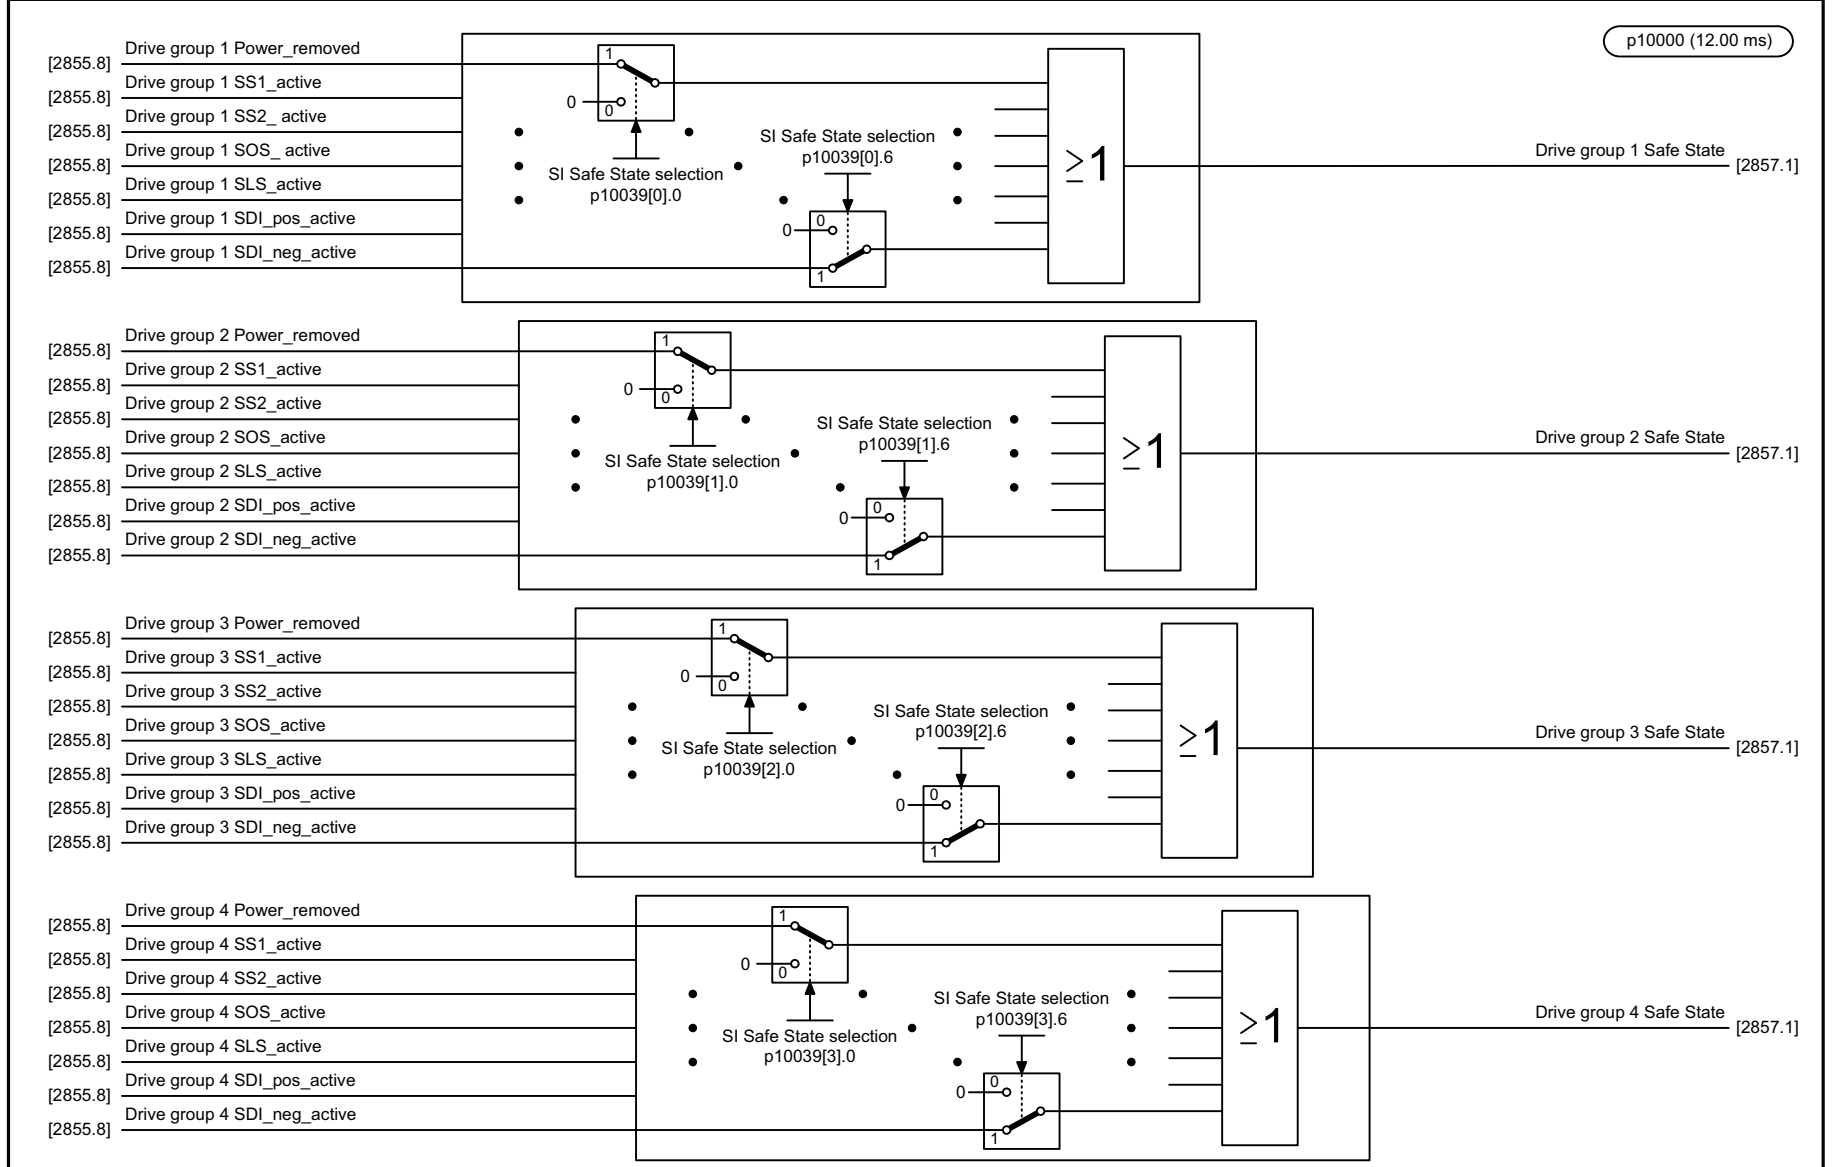 p10000 (12.00 ms)
[2855.8] Drive group 1 Power_removed
[2855.8] Drive group 1 SS1_active
[2855.8] Drive group 1 SS2_ active
[2855.8] Drive group 1 SOS_ active
[2855.8] Drive group 1 SLS_active
[2855.8] Drive group 1 SDI_pos_active
[2855.8] Drive group 1 SDI_neg_active
1
0
0
SI Safe State selection
p10039[0].0
SI Safe State selection
p10039[0].6
0
0
1
≥1
Drive group 1 Safe State [2857.1]
[2855.8] Drive group 2 Power_removed
[2855.8] Drive group 2 SS1_active
[2855.8] Drive group 2 SS2_active
[2855.8] Drive group 2 SOS_active
[2855.8] Drive group 2 SLS_active
[2855.8] Drive group 2 SDI_pos_active
[2855.8] Drive group 2 SDI_neg_active
1
0
0
SI Safe State selection
p10039[1].0
SI Safe State selection
p10039[1].6
0
0
1
≥1
Drive group 2 Safe State [2857.1]
[2855.8] Drive group 3 Power_removed
[2855.8] Drive group 3 SS1_active
[2855.8] Drive group 3 SS2_active
[2855.8] Drive group 3 SOS_active
[2855.8] Drive group 3 SLS_active
[2855.8] Drive group 3 SDI_pos_active
[2855.8] Drive group 3 SDI_neg_active
1
0
0
SI Safe State selection
p10039[2].0
SI Safe State selection
p10039[2].6
0
0
1
≥1
Drive group 3 Safe State [2857.1]
[2855.8] Drive group 4 Power_removed
[2855.8] Drive group 4 SS1_active
[2855.8] Drive group 4 SS2_active
[2855.8] Drive group 4 SOS_active
[2855.8] Drive group 4 SLS_active
[2855.8] Drive group 4 SDI_pos_active
[2855.8] Drive group 4 SDI_neg_active
1
0
0
SI Safe State selection
p10039[3].0
SI Safe State selection
p10039[3].6
0
0
1
≥1
Drive group 4 Safe State [2857.1]